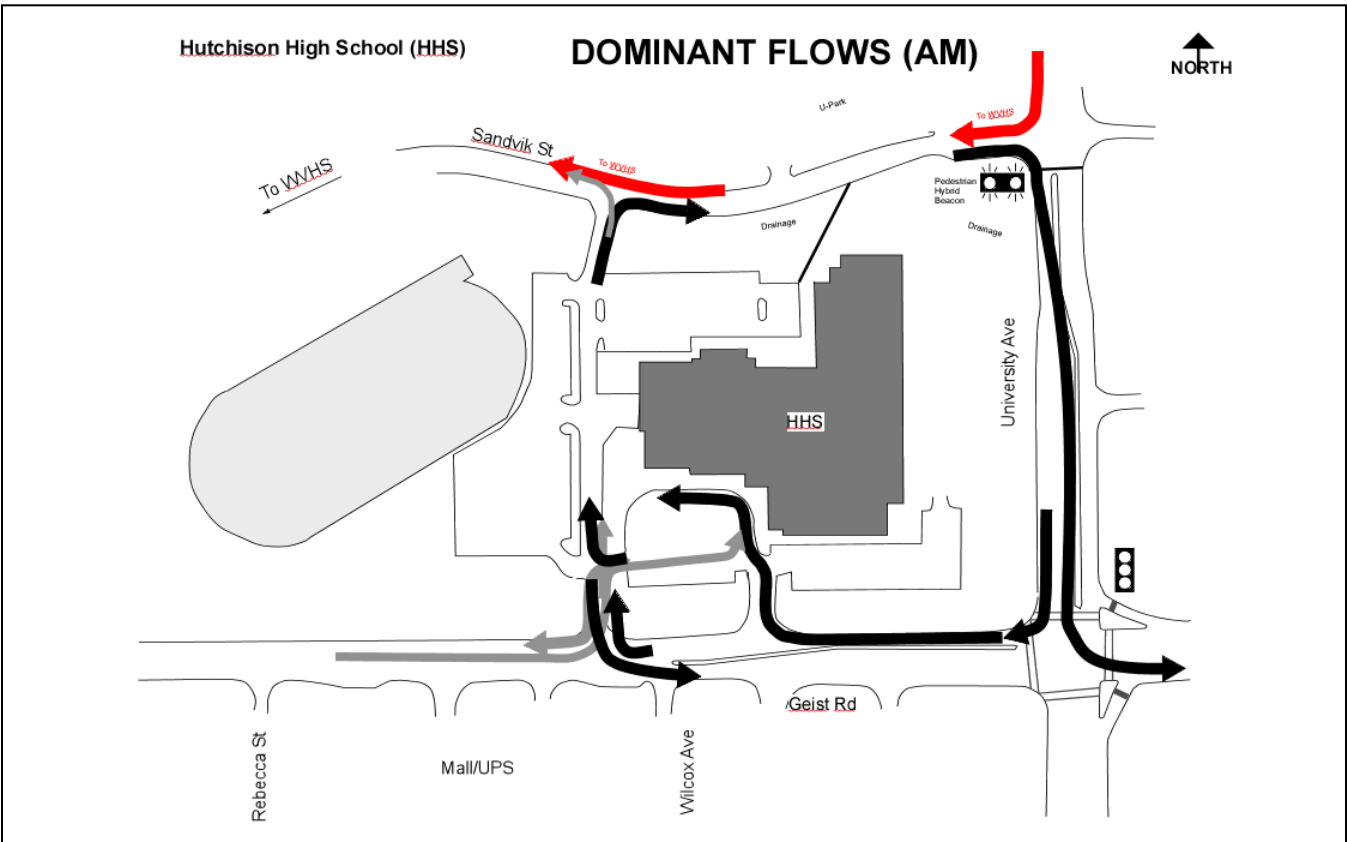 Hutchison High School (HHS)
DOMINANT FLOWS (AM)
NORTH
U-Park
To WVHS
Sandvik St
To WVHS
To WVHS
Pedestrian
Hybrid
Beacon
Drainage
Drainage
University Ave
HHS
Geist Rd
Rebecca St
Mall/UPS
Wilcox Ave